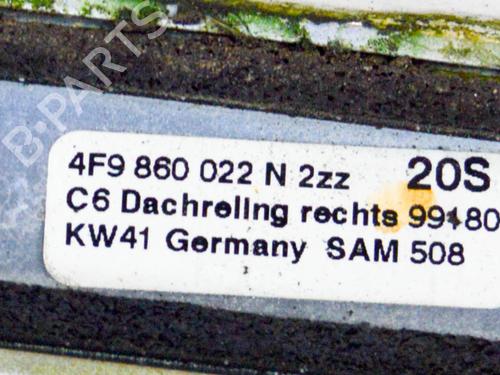 B-PARTS
4F9 860 022 N 2zz 20S
C6 Dachreling rechts 99180
KW41 Germany SAM 508